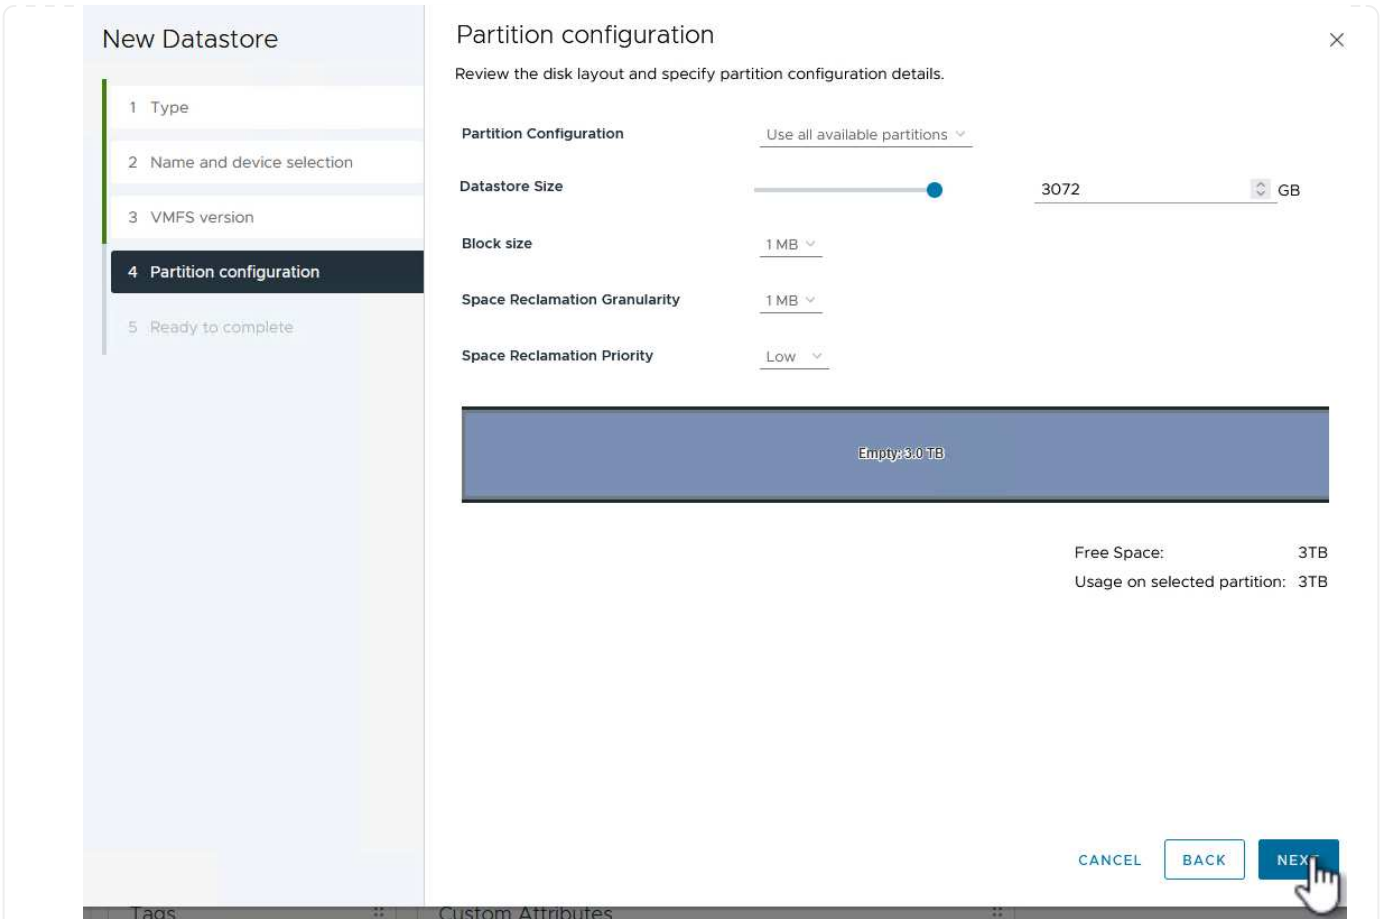 New Datastore
1 Type
2 Name and device selection
3 VMFS version
4 Partition configuration
5 Ready to complete
Partition configuration
Review the disk layout and specify partition configuration details.
Partition Configuration Use all available partitions
Datastore Size 3072 GB
Block size 1 MB
Space Reclamation Granularity 1 MB
Space Reclamation Priority Low
Empty: 3.0 TB
Free Space: 3TB
Usage on selected partition: 3TB
CANCEL BACK NEXT
Tags Custom Attributes